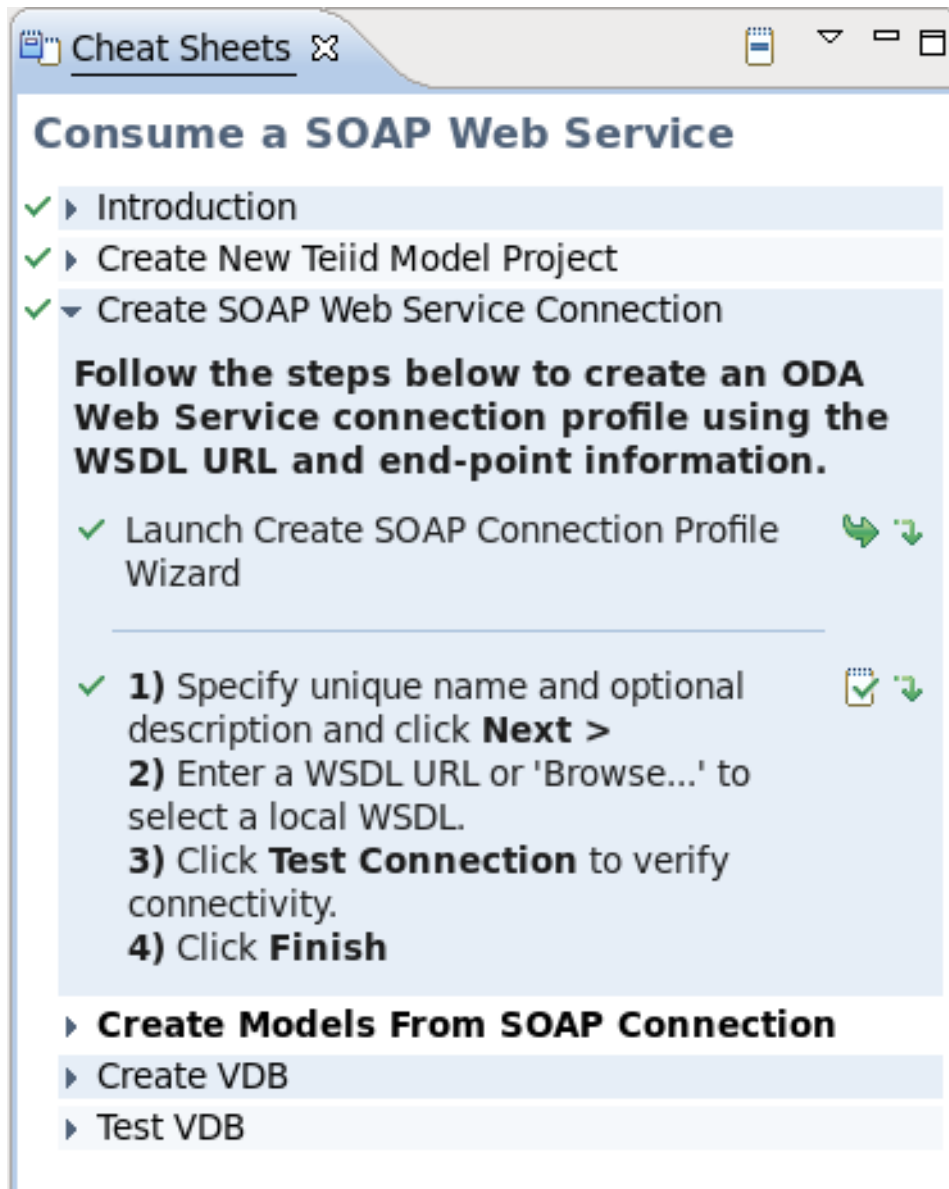 Cheat Sheets
Consume a SOAP Web Service
Introduction
Create New Teiid Model Project
Create SOAP Web Service Connection
Follow the steps below to create an ODA
Web Service connection profile using the
WSDL URL and end-point information.
Launch Create SOAP Connection Profile
Wizard
1) Specify unique name and optional
description and click Next >
2) Enter a WSDL URL or 'Browse...' to
select a local WSDL.
3) Click Test Connection to verify
connectivity.
4) Click Finish
Create Models From SOAP Connection
Create VDB
Test VDB